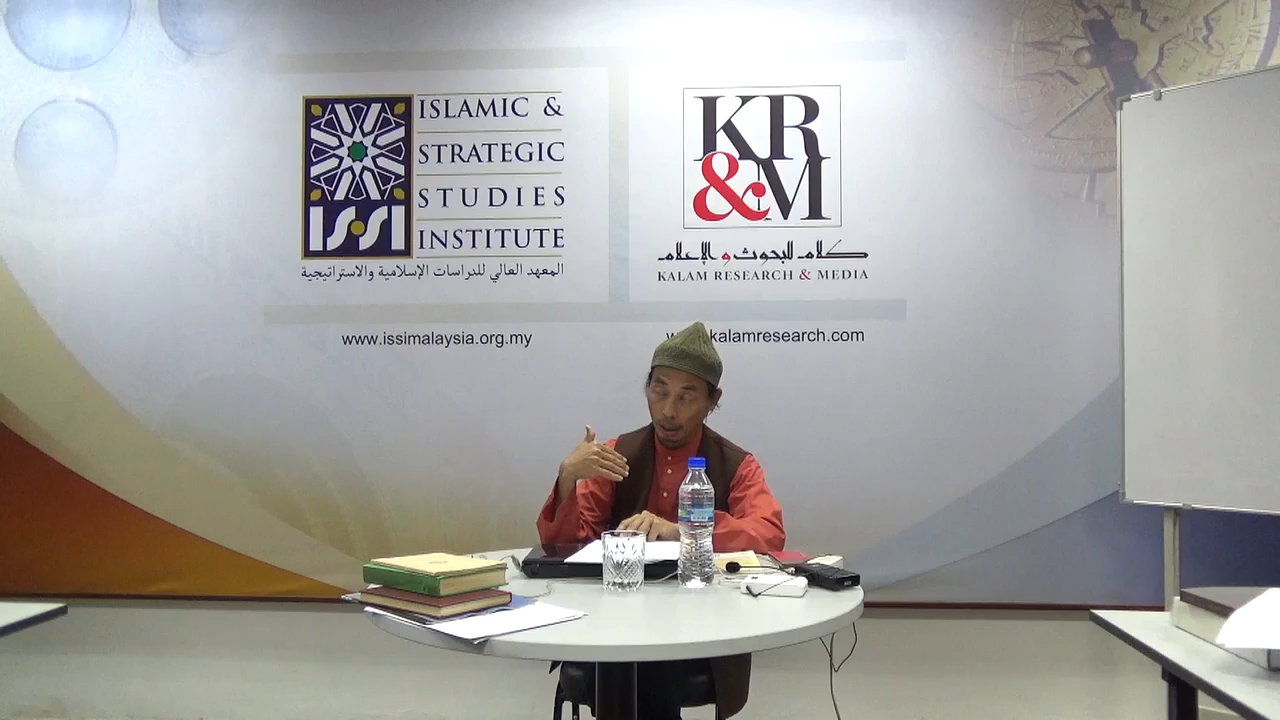 ISLAMIC &
STRATEGIC
STUDIES
INSTITUTE
ISSI
المعهد العالي للدراسات الإسلامية والاستراتيجية
www.issimalaysia.org.my
KR
&M
كلام للبحوث والإعلام
KALAM RESEARCH & MEDIA
kalamresearch.com